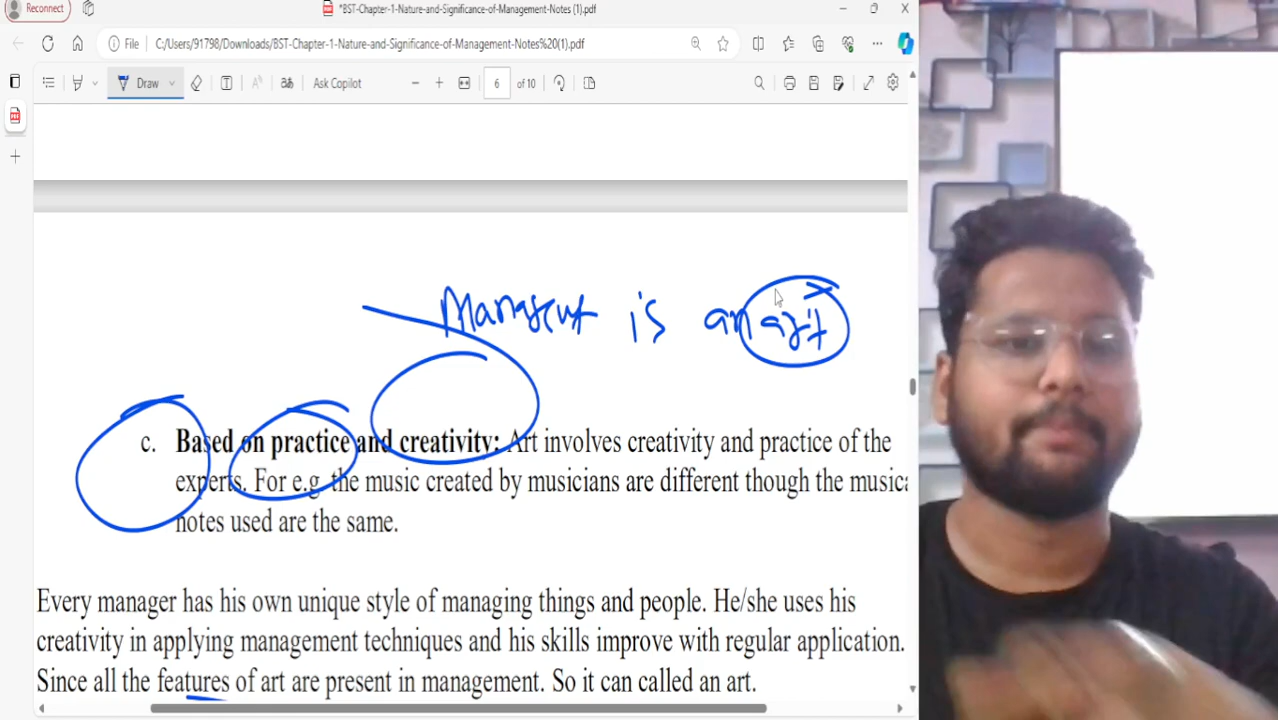 Reconnect
*BST-Chapter-1-Nature-and-Significance-of-Management-Notes (1).pdf
File C:/Users/91798/Downloads/BST-Chapter-1-Nature-and-Significance-of-Management-Notes%20(1).pdf
Draw Ask Copilot 6 of 10
is an art
c. Based on practice and creativity: Art involves creativity and practice of the
experts. For e.g. the music created by musicians are different though the musica
notes used are the same.
Every manager has his own unique style of managing things and people. He/she uses his
creativity in applying management techniques and his skills improve with regular application.
Since all the features of art are present in management. So it can called an art.